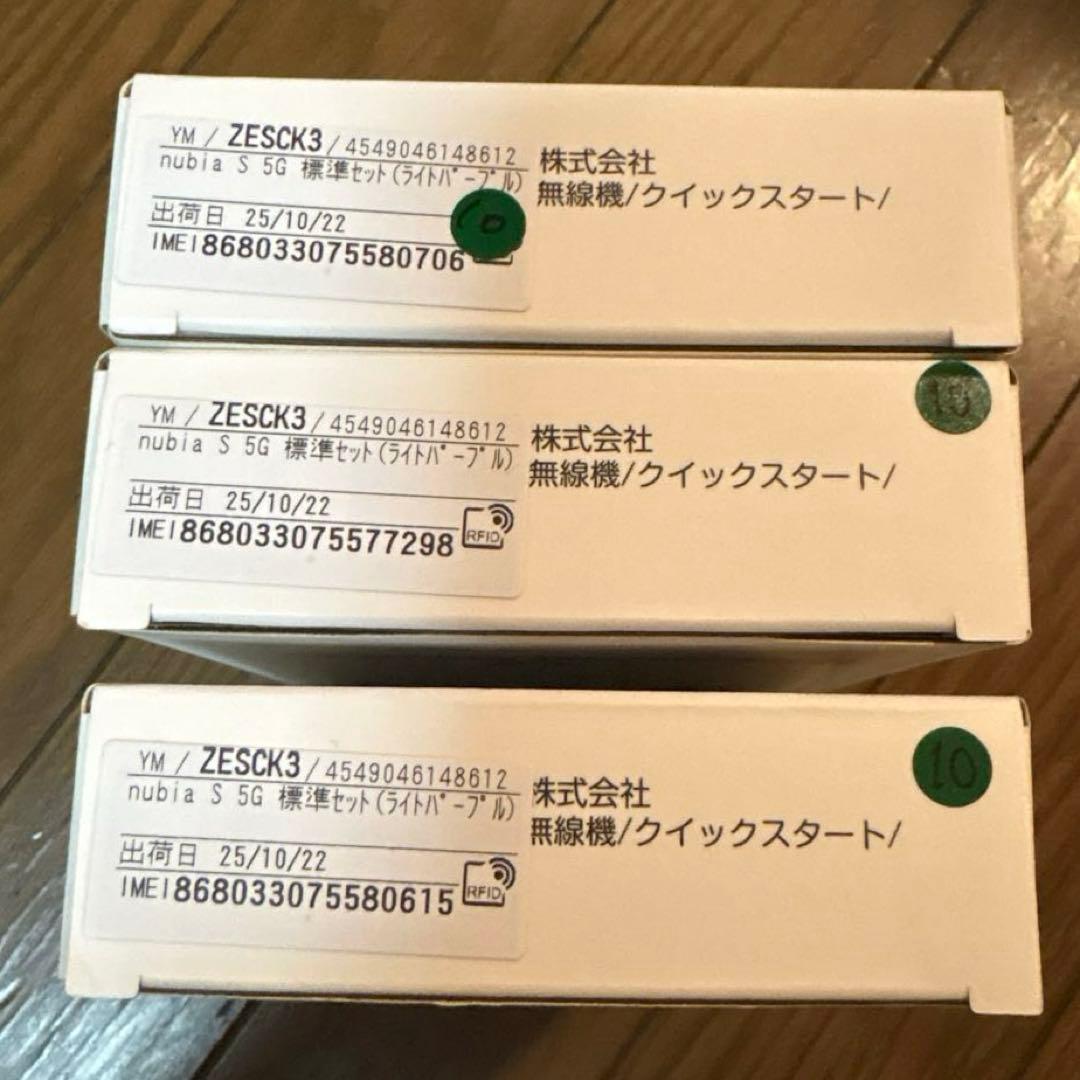 YM / ZESCK3 / 4549046148612
nubia S 5G 標準セット(ライトパープル)
出荷日 25/10/22
IMEI868033075580706
10
株式会社
無線機/クイックスタート/
YM / ZESCK3 / 4549046148612
nubia S 5G 標準セット(ライトパープル)
出荷日 25/10/22
IMEI868033075577298
RFID
株式会社
無線機/クイックスタート/
10
YM / ZESCK3 / 4549046148612
nubia S 5G 標準セット(ライトパープル)
出荷日 25/10/22
IMEI868033075580615
RFID
株式会社
無線機/クイックスタート/
10